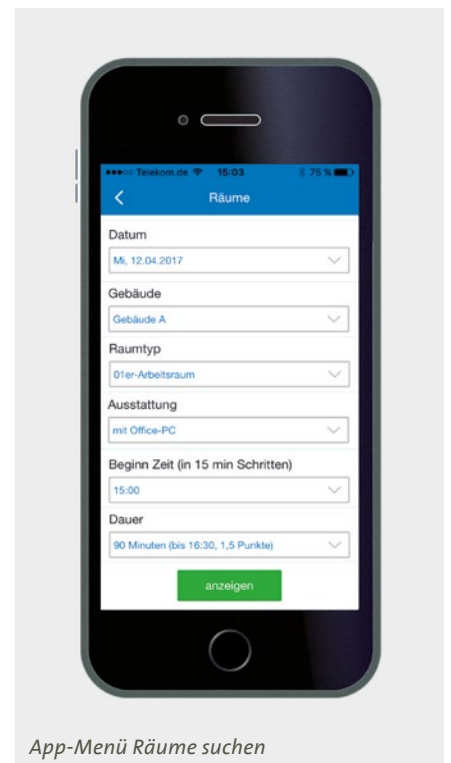 Telekom.de 15:03 75 %
Räume
Datum
Mi, 12.04.2017
Gebäude
Gebäude A
Raumtyp
01er-Arbeitsraum
Ausstattung
mit Office-PC
Beginn Zeit (in 15 min Schritten)
15:00
Dauer
90 Minuten (bis 16:30, 1,5 Punkte)
anzeigen
App-Menü Räume suchen